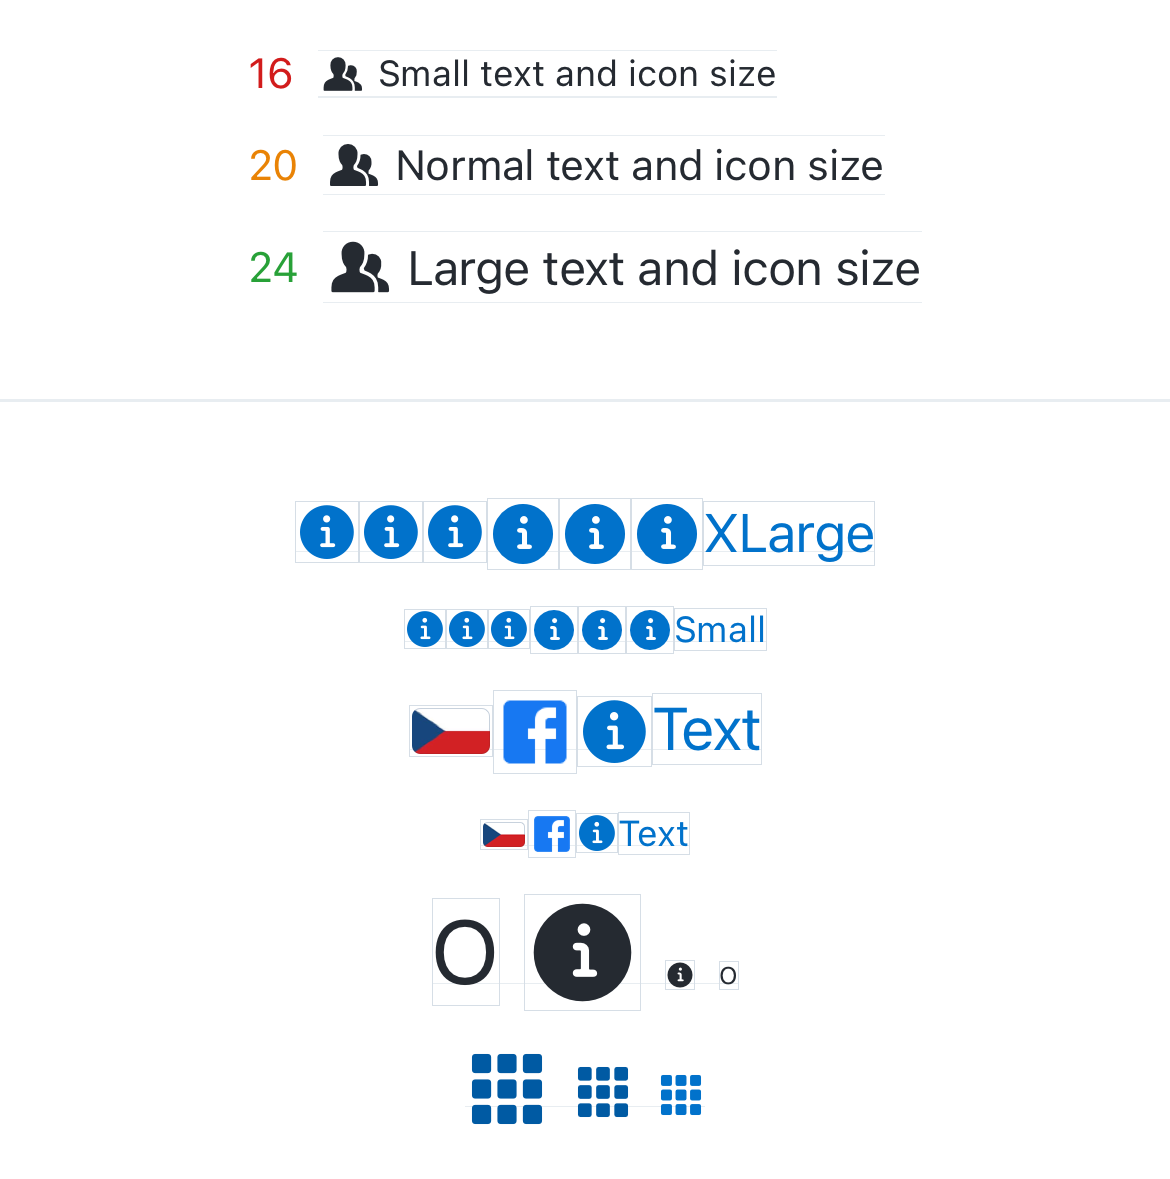 16 Small text and icon size
20 Normal text and icon size
24 Large text and icon size
XLarge
Small
Text
Text
O O